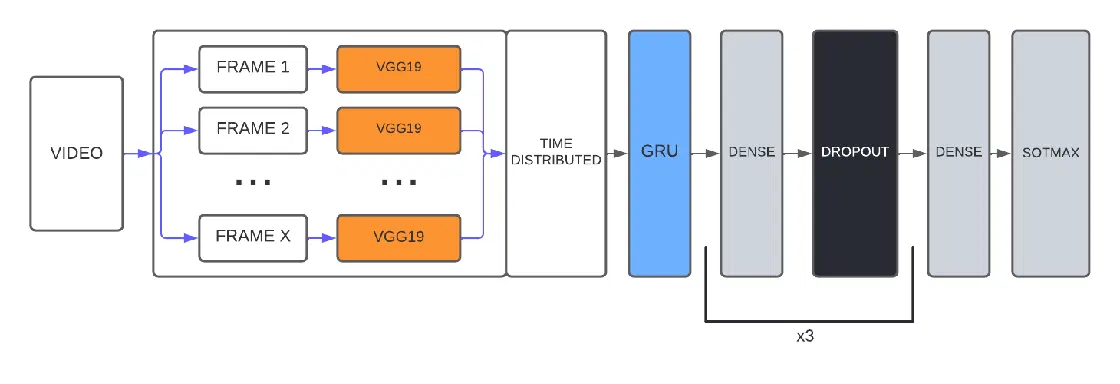 VIDEO
FRAME 1
VGG19
FRAME 2
VGG19
...
...
FRAME X
VGG19
TIME
DISTRIBUTED
GRU
DENSE
DROPOUT
DENSE
SOTMAX
x3